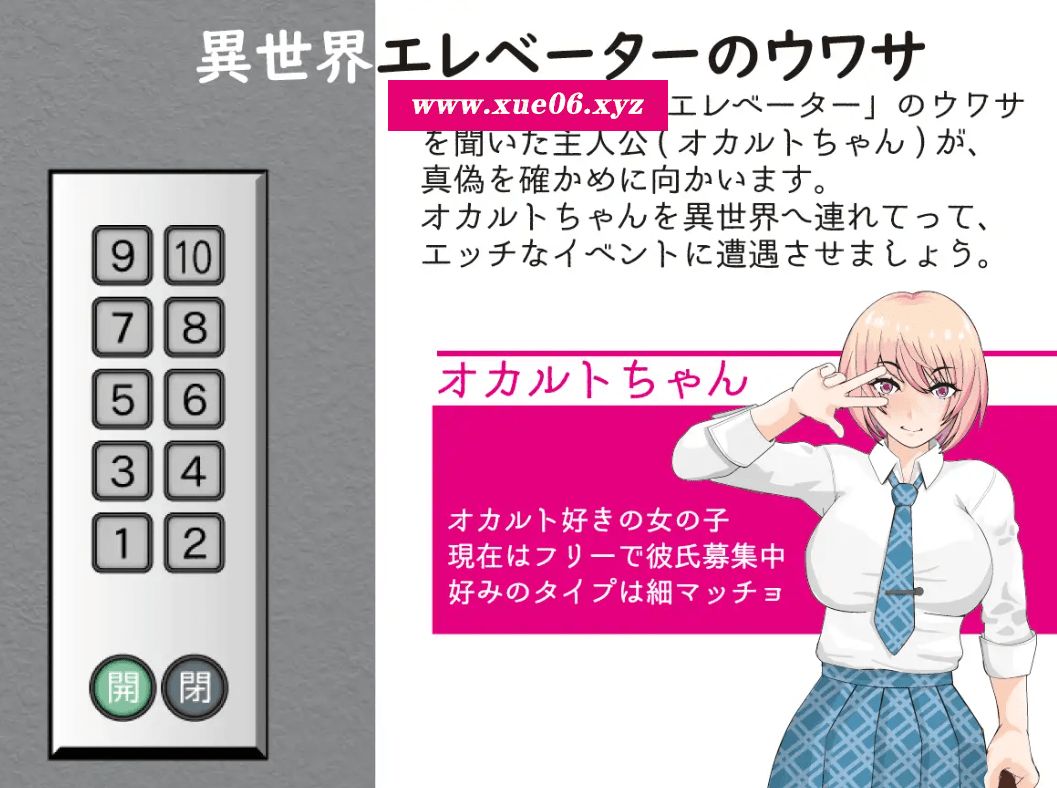 異世界エレベーターのウワサ
www.xue06.xyz
エレベーター」のウワサ
を聞いた主人公(オカルトちゃん)が、
真偽を確かめに向かいます。
オカルトちゃんを異世界へ連れてって、
エッチなイベントに遭遇させましょう。
9 10
7 8
5 6
3 4
1 2
開 閉
オカルトちゃん
オカルト好きの女の子
現在はフリーで彼氏募集中
好みのタイプは細マッチョ